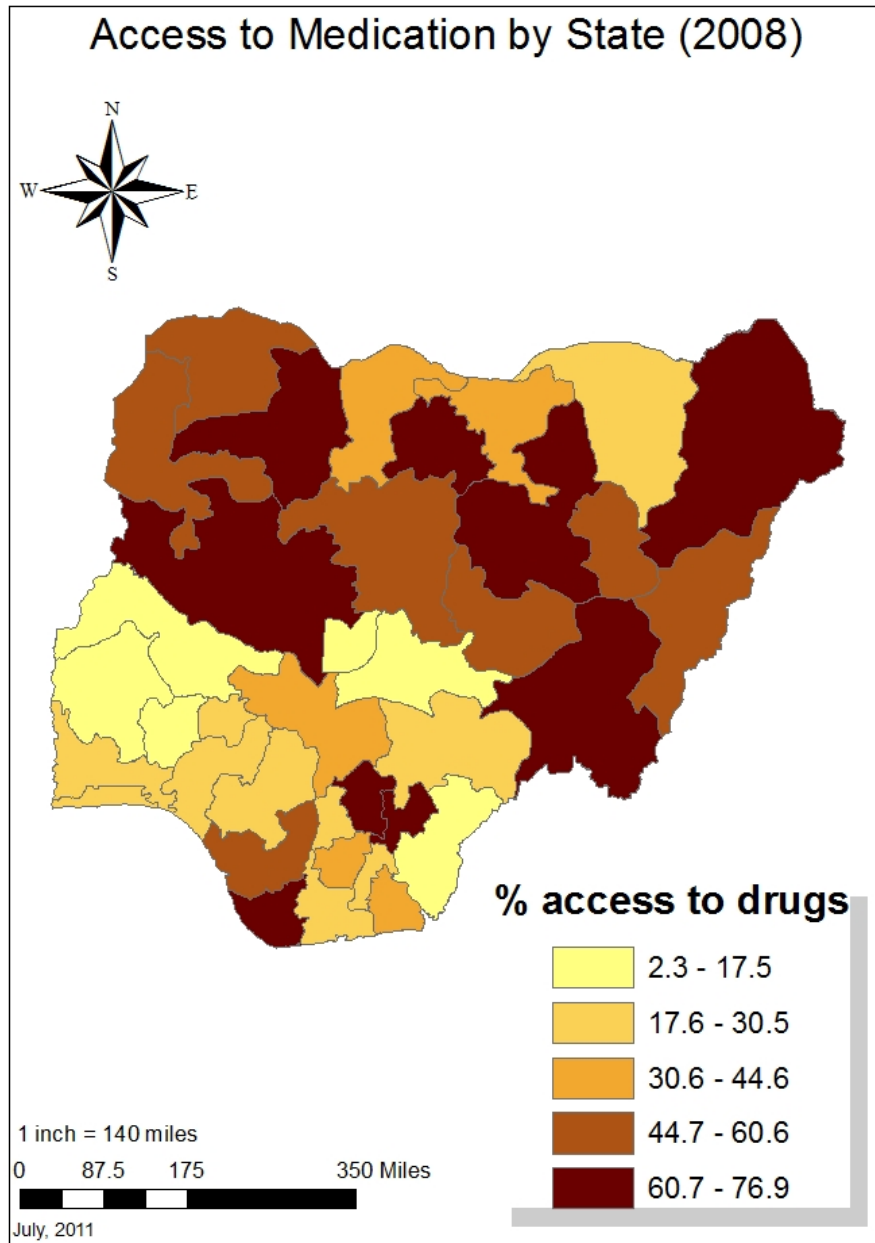 Access to Medication by State (2008)
N
W E
S
% access to drugs
2.3 - 17.5
17.6 - 30.5
30.6 - 44.6
44.7 - 60.6
60.7 - 76.9
1 inch = 140 miles
0 87.5 175 350 Miles
July, 2011